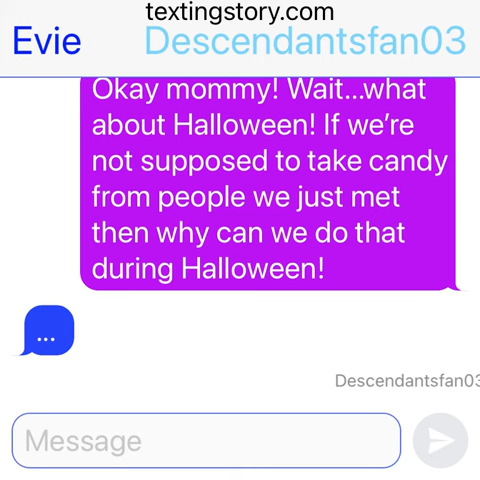 textingstory.com
Evie Descendantsfan03
Okay mommy! Wait...what
about Halloween! If we’re
not supposed to take candy
from people we just met
then why can we do that
during Halloween!
...
Descendantsfan03
Message